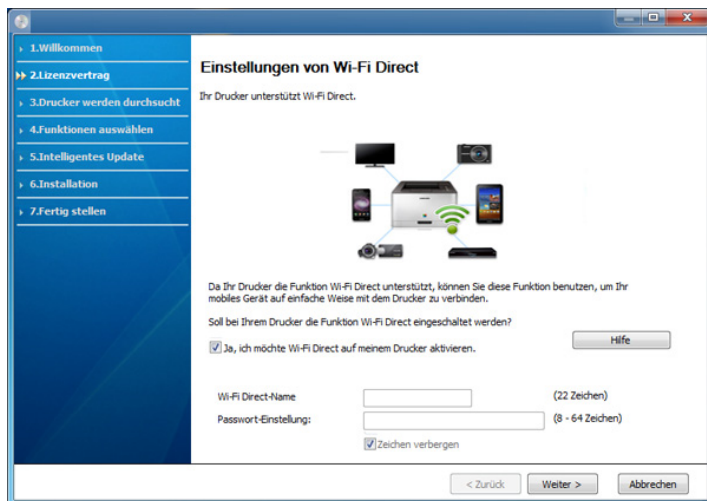 1.Willkommen
2.Lizenzvertrag
3.Drucker werden durchsucht
4.Funktionen auswählen
5.Intelligentes Update
6.Installation
7.Fertig stellen
Einstellungen von Wi-Fi Direct
Ihr Drucker unterstützt Wi-Fi Direct.
Da Ihr Drucker die Funktion Wi-Fi Direct unterstützt, können Sie diese Funktion benutzen, um Ihr
mobiles Gerät auf einfache Weise mit dem Drucker zu verbinden.
Soll bei Ihrem Drucker die Funktion Wi-Fi Direct eingeschaltet werden?
Ja, ich möchte Wi-Fi Direct auf meinem Drucker aktivieren.
Hilfe
Wi-Fi Direct-Name (22 Zeichen)
Passwort-Einstellung: (8 - 64 Zeichen)
Zeichen verbergen
< Zurück Weiter > Abbrechen